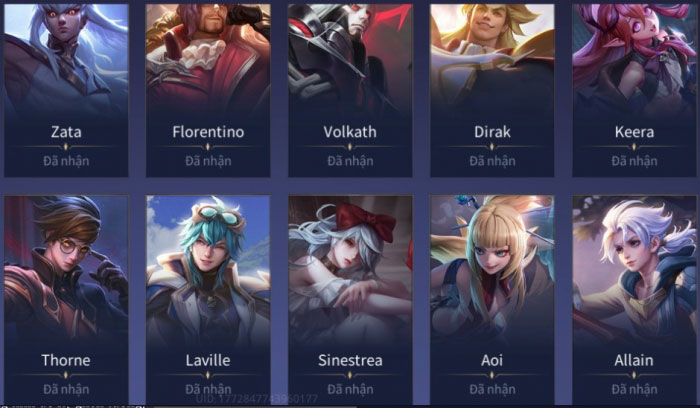 Zata
Florentino
Volkath
Dirak
Keera
Đã nhận
Đã nhận
Đã nhận
Đã nhận
Đã nhận
Thorne
Laville
Sinestrea
Aoi
Allain
Đã nhận
Đã nhận
Đã nhận
Đã nhận
Đã nhận
UID: 1772847743960177